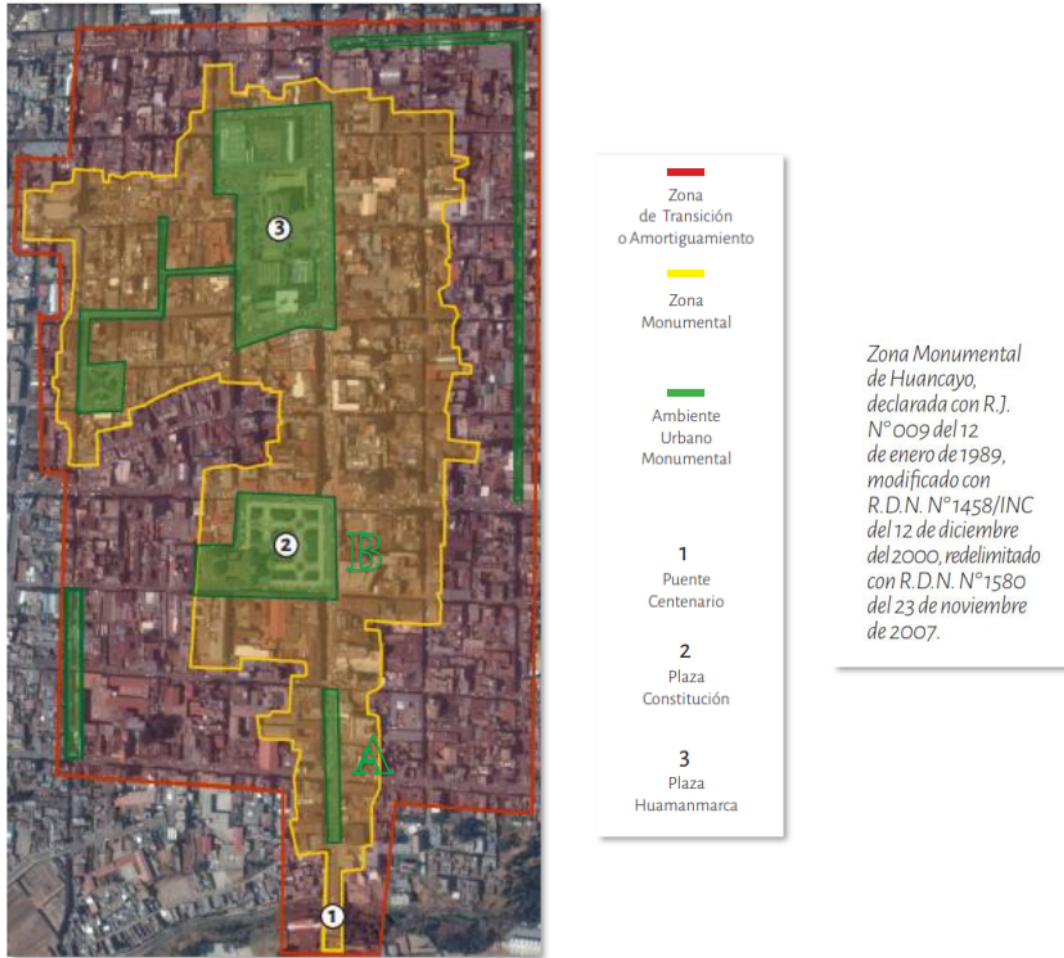 3
2
B
A
1
Zona
de Transición
o Amortiguamiento
Zona
Monumental
Ambiente
Urbano
Monumental
1
Puente
Centenario
2
Plaza
Constitución
3
Plaza
Huamanmarca
Zona Monumental
de Huancayo,
declarada con R.J.
N° 009 del 12
de enero de 1989,
modificado con
R.D.N. N° 1458/INC
del 12 de diciembre
del 2000, redelimitado
con R.D.N. N° 1580
del 23 de noviembre
de 2007.